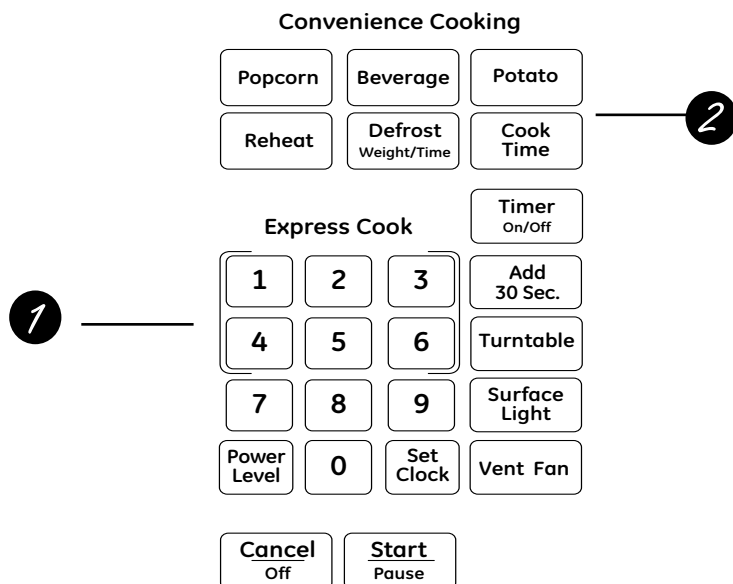 Convenience Cooking
Popcorn Beverage Potato
Reheat Defrost Weight/Time Cook Time
2
Timer On/Off
Express Cook
1 2 3 Add 30 Sec.
1
4 5 6 Turntable
7 8 9 Surface Light
Power Level 0 Set Clock Vent Fan
Cancel Off Start Pause